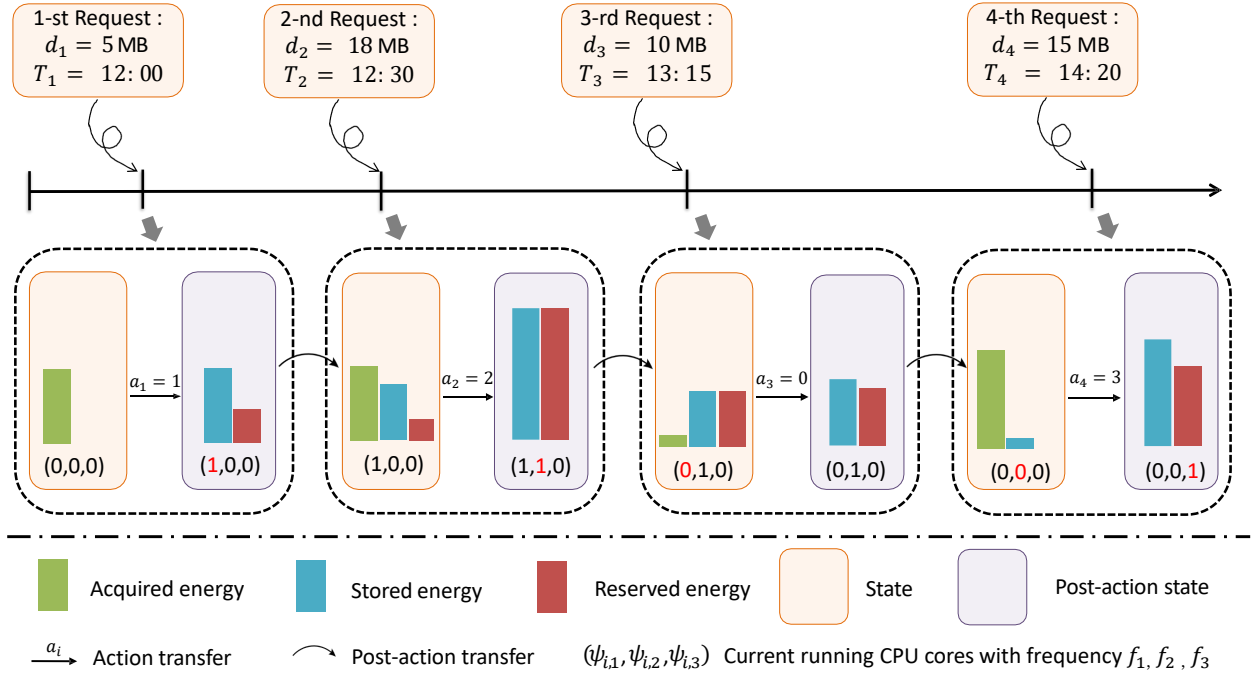 1-st Request :
d₁ = 5 MB
T₁ = 12: 00
2-nd Request :
d₂ = 18 MB
T₂ = 12: 30
3-rd Request :
d₃ = 10 MB
T₃ = 13: 15
4-th Request :
d₄ = 15 MB
T₄ = 14: 20
a₁ = 1
a₂ = 2
a₃ = 0
a₄ = 3
(0,0,0)
(1,0,0)
(1,0,0)
(1,1,0)
(0,1,0)
(0,1,0)
(0,0,0)
(0,0,1)
Acquired energy
Stored energy
Reserved energy
State
Post-action state
aᵢ
Action transfer
Post-action transfer
(ψᵢ,₁,ψᵢ,₂,ψᵢ,₃) Current running CPU cores with frequency f₁, f₂ , f₃